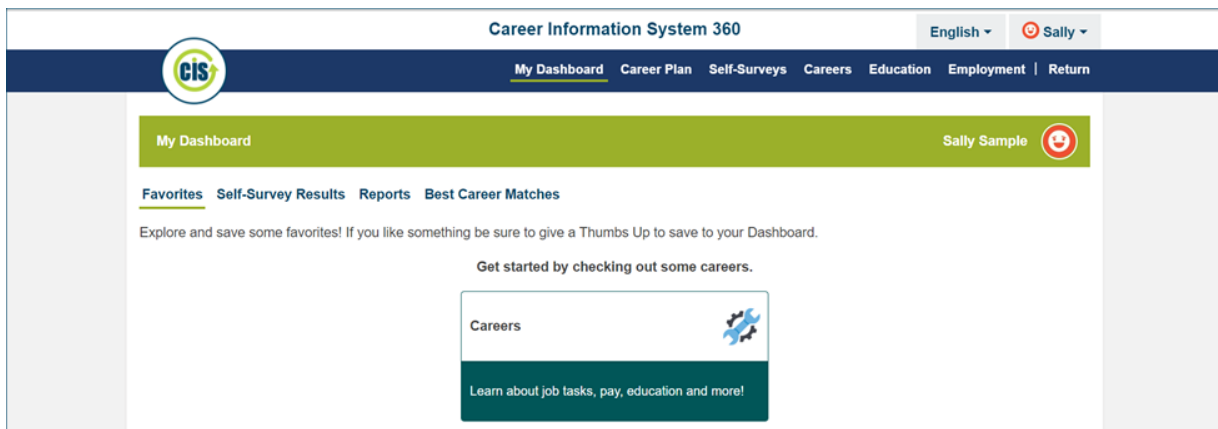 Career Information System 360
English
Sally
CIS
My Dashboard Career Plan Self-Surveys Careers Education Employment | Return
My Dashboard
Sally Sample
Favorites Self-Survey Results Reports Best Career Matches
Explore and save some favorites! If you like something be sure to give a Thumbs Up to save to your Dashboard.
Get started by checking out some careers.
Careers
Learn about job tasks, pay, education and more!